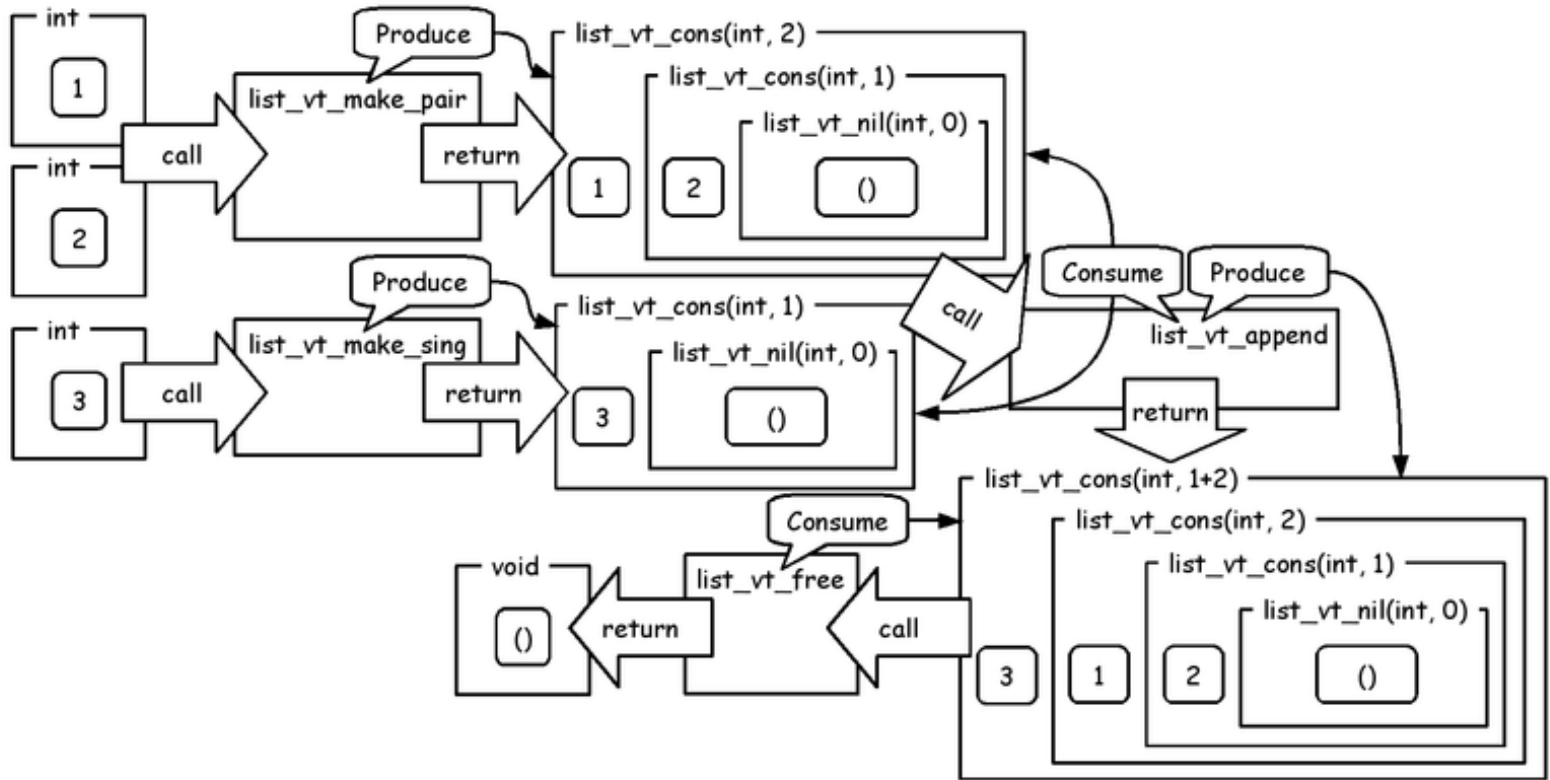 int
1
call
int
2
list_vt_make_pair
Produce
return
list_vt_cons(int, 2)
list_vt_cons(int, 1)
list_vt_nil(int, 0)
1
2
()
int
3
call
list_vt_make_sing
Produce
return
list_vt_cons(int, 1)
list_vt_nil(int, 0)
3
()
call
Consume
Produce
list_vt_append
return
list_vt_cons(int, 1+2)
list_vt_cons(int, 2)
list_vt_cons(int, 1)
list_vt_nil(int, 0)
3
1
2
()
Consume
list_vt_free
call
return
void
()